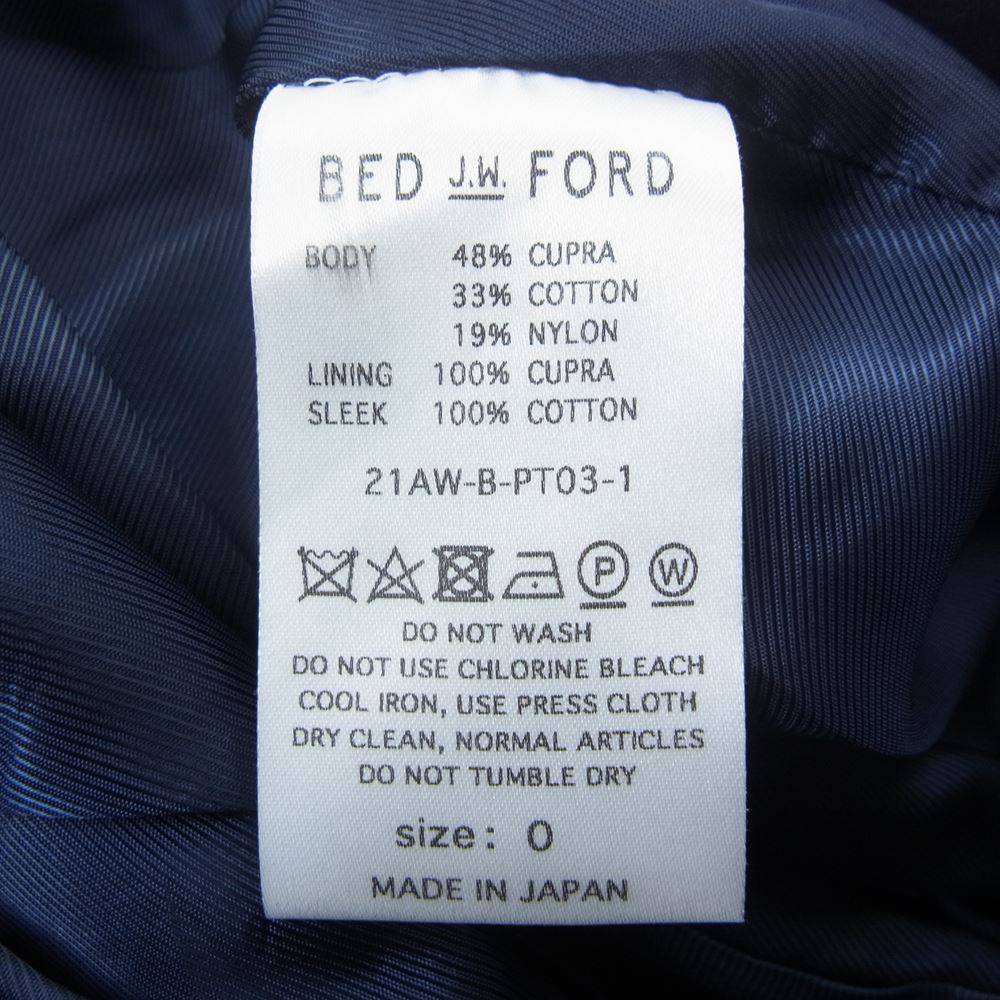 BED J.W. FORD
BODY 48% CUPRA
33% COTTON
19% NYLON
LINING 100% CUPRA
SLEEK 100% COTTON
21AW-B-PT03-1
P W
DO NOT WASH
DO NOT USE CHLORINE BLEACH
COOL IRON, USE PRESS CLOTH
DRY CLEAN, NORMAL ARTICLES
DO NOT TUMBLE DRY
size: 0
MADE IN JAPAN